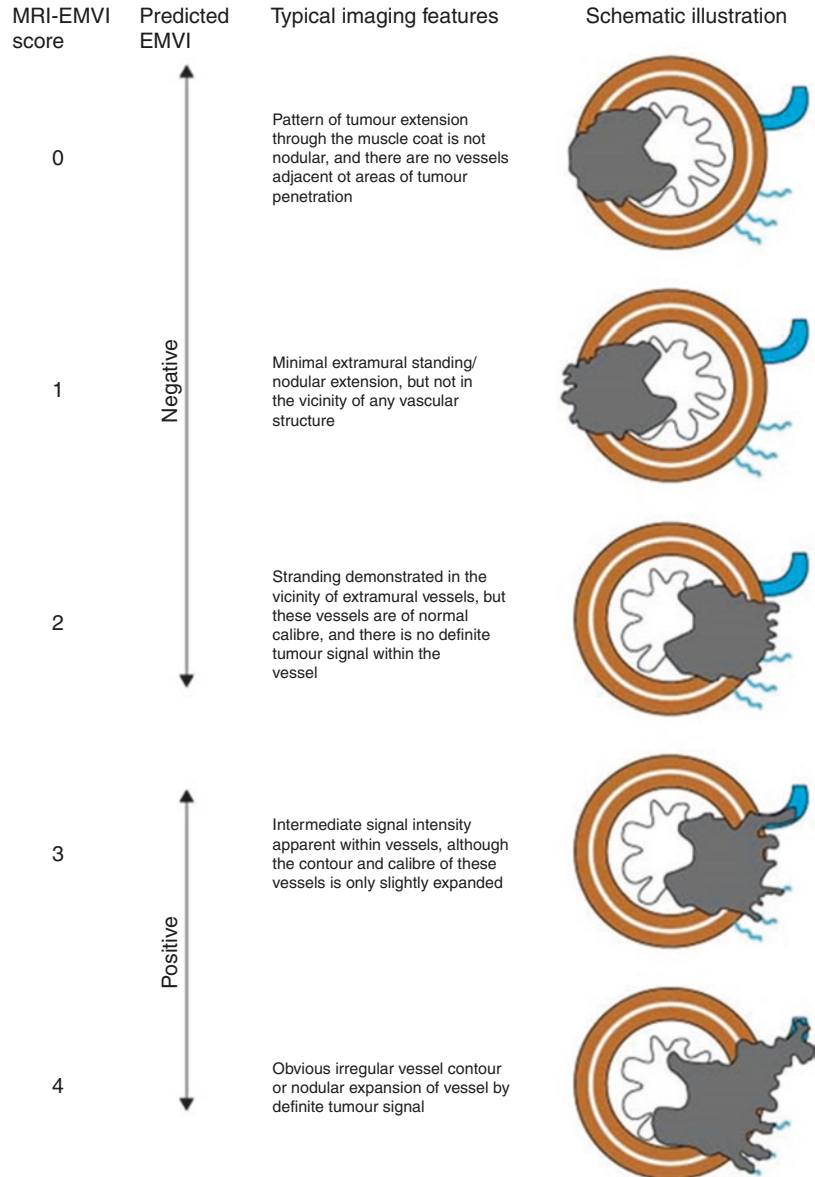 MRI-EMVI
score
Predicted
EMVI
Typical imaging features
Schematic illustration
0
Pattern of tumour extension
through the muscle coat is not
nodular, and there are no vessels
adjacent ot areas of tumour
penetration
1
Minimal extramural standing/
nodular extension, but not in
the vicinity of any vascular
structure
Negative
2
Stranding demonstrated in the
vicinity of extramural vessels, but
these vessels are of normal
calibre, and there is no definite
tumour signal within the
vessel
3
Intermediate signal intensity
apparent within vessels, although
the contour and calibre of these
vessels is only slightly expanded
Positive
4
Obvious irregular vessel contour
or nodular expansion of vessel by
definite tumour signal